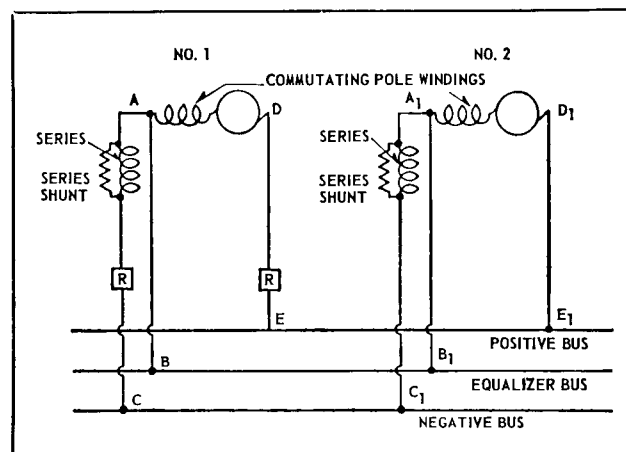 NO. 1
NO. 2
COMMUTATING POLE WINDINGS
A
D
A1
D1
SERIES
SERIES
SHUNT
SERIES
SERIES
SHUNT
R
R
E
E1
POSITIVE BUS
B
B1
EQUALIZER BUS
C
C1
NEGATIVE BUS